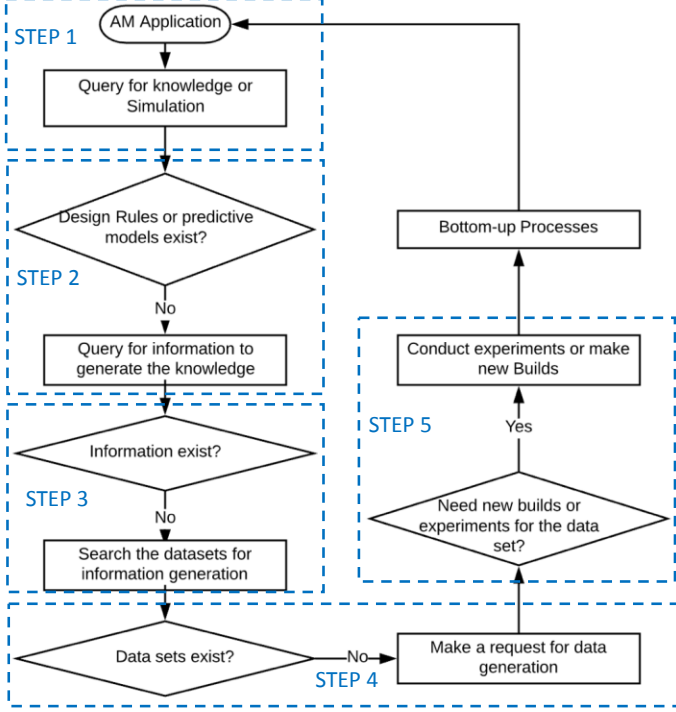 AM Application
STEP 1
Query for knowledge or
Simulation
Design Rules or predictive
models exist?
STEP 2
No
Query for information to
generate the knowledge
Information exist?
STEP 3
No
Search the datasets for
information generation
Data sets exist?
No
STEP 4
Make a request for data
generation
Need new builds or
experiments for the data
set?
Yes
STEP 5
Conduct experiments or make
new Builds
Bottom-up Processes